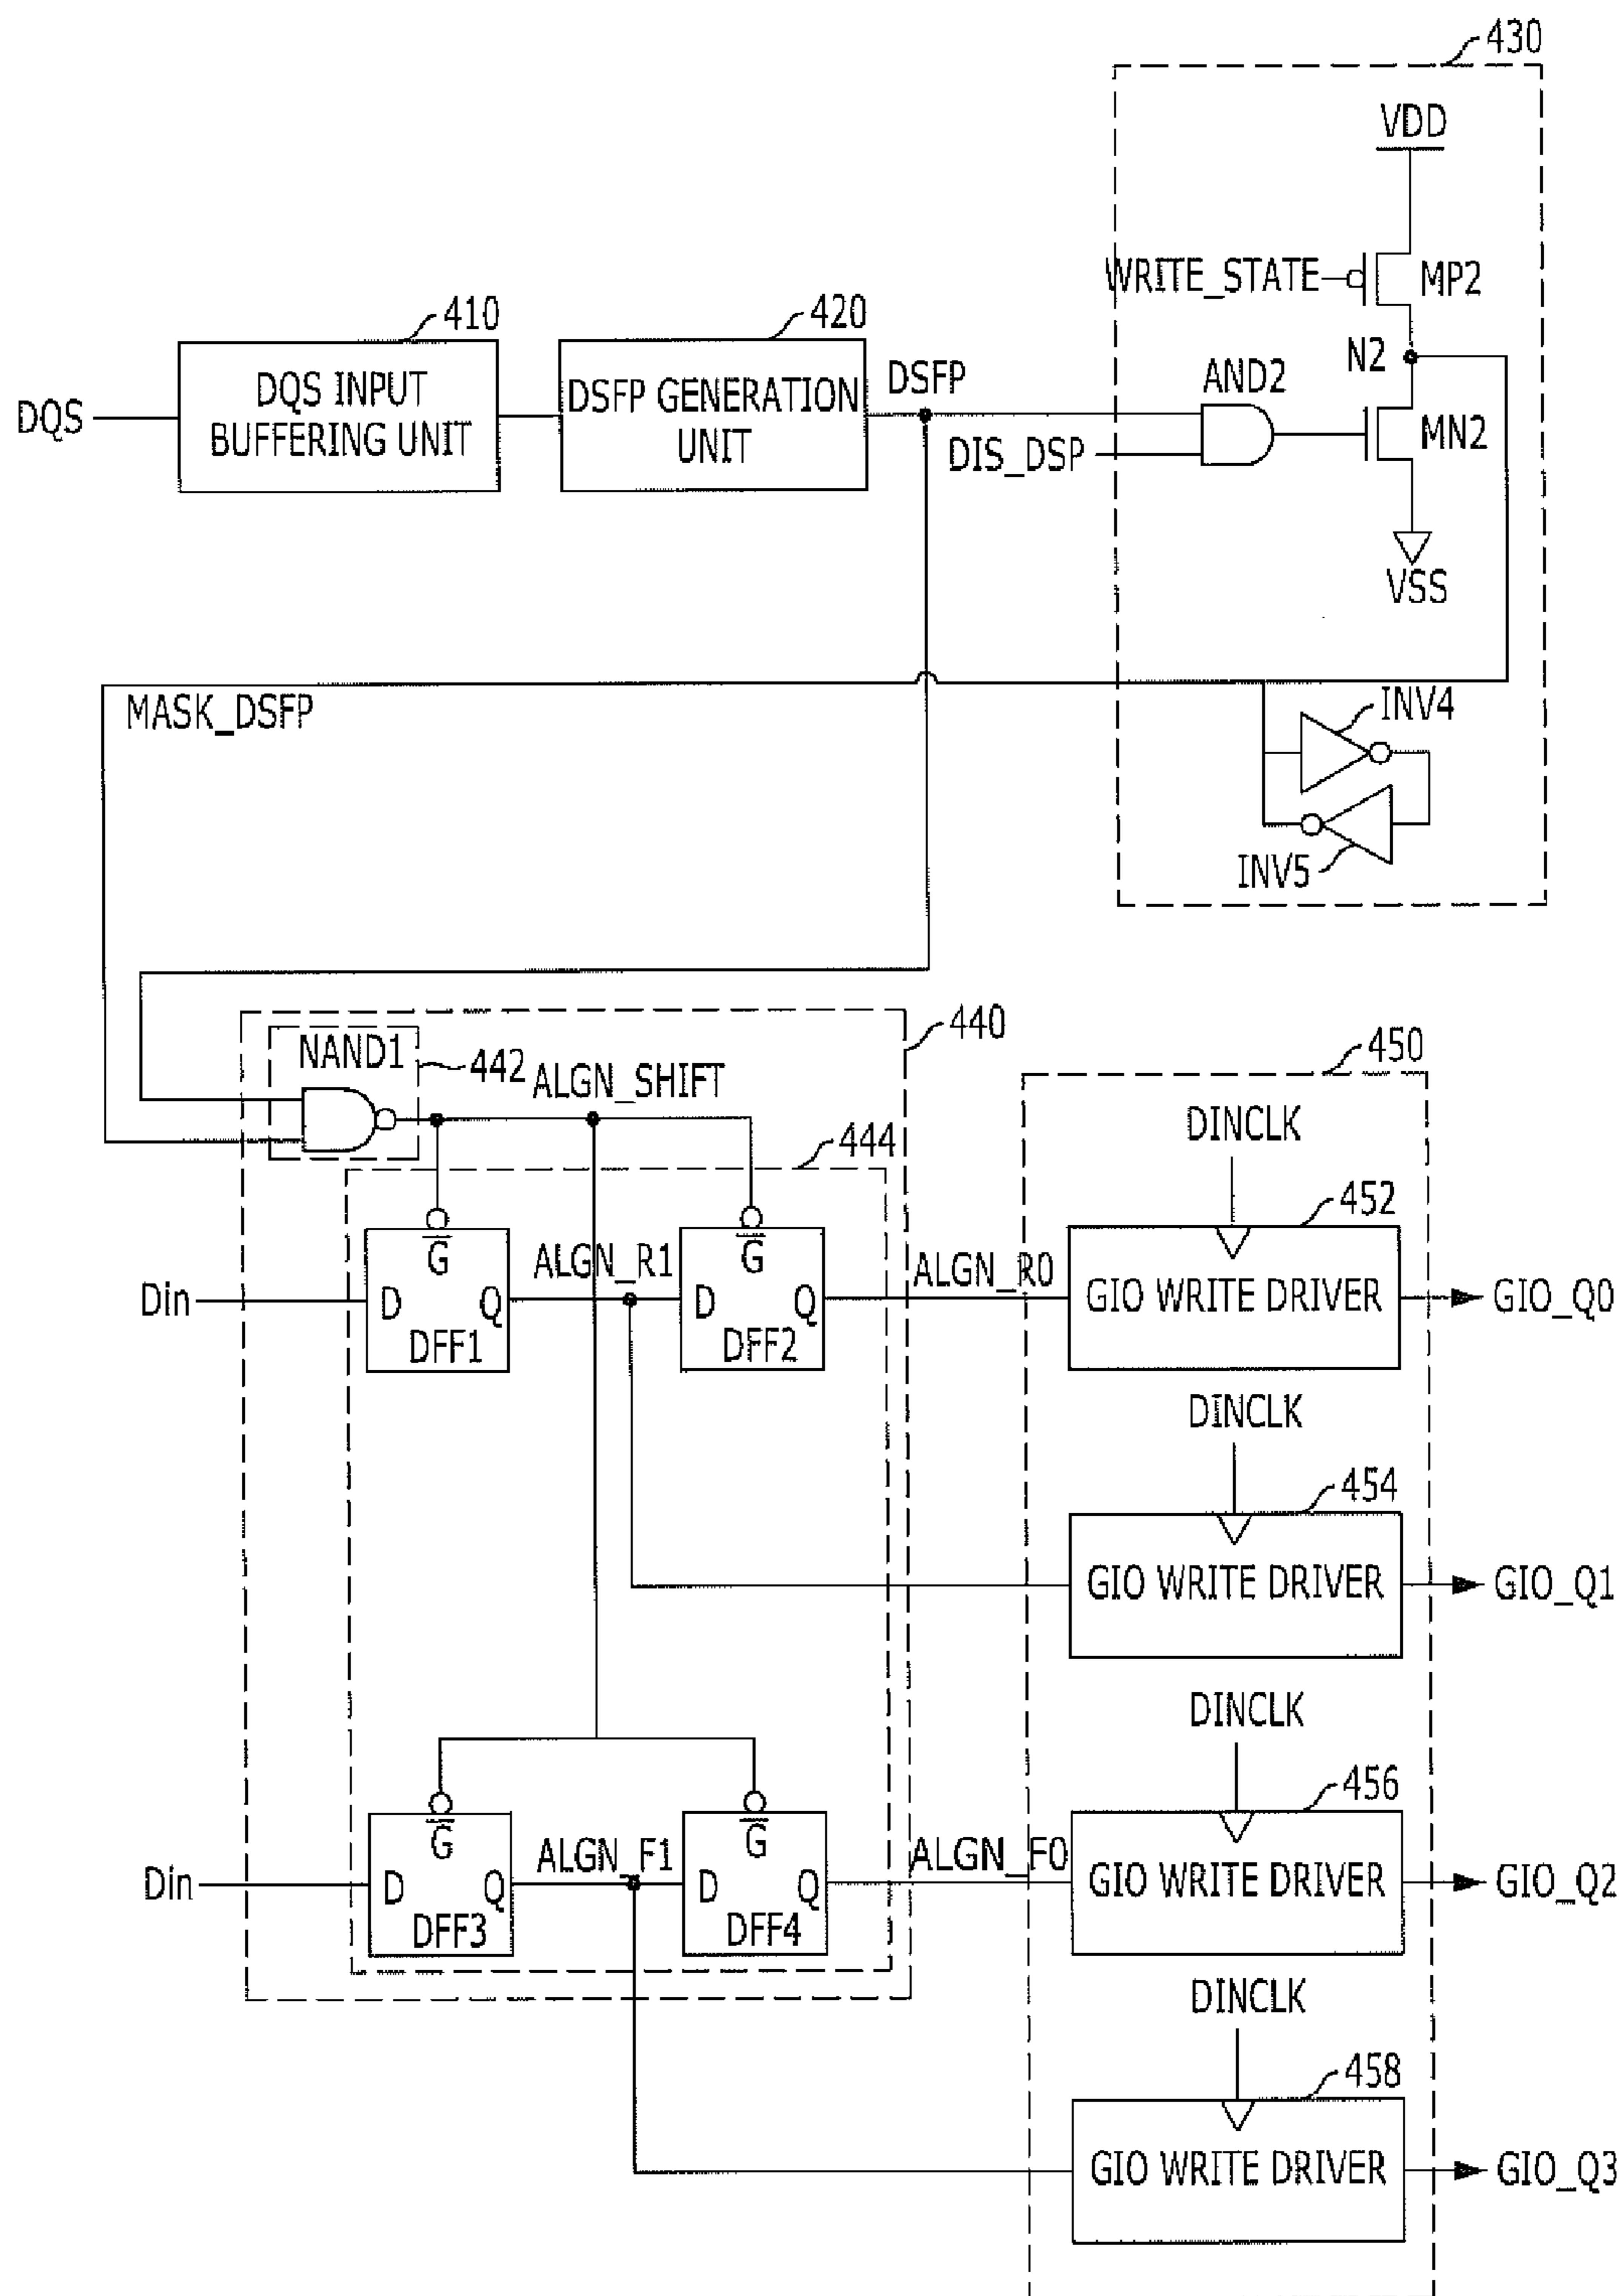 430
VDD
WRITE_STATE
MP2
410
420
DQS
DQS INPUT
BUFFERING UNIT
DSFP GENERATION
UNIT
DSFP
DIS_DSP
AND2
N2
MN2
VSS
MASK_DSFP
INV4
INV5
440
NAND1
442
ALGN_SHIFT
444
450
DINCLK
452
Din
G
D
Q
DFF1
ALGN_R1
G
D
Q
DFF2
ALGN_R0
GIO WRITE DRIVER
GIO_Q0
DINCLK
454
GIO WRITE DRIVER
GIO_Q1
DINCLK
456
Din
G
D
Q
DFF3
ALGN_F1
G
D
Q
DFF4
ALGN_F0
GIO WRITE DRIVER
GIO_Q2
DINCLK
458
GIO WRITE DRIVER
GIO_Q3